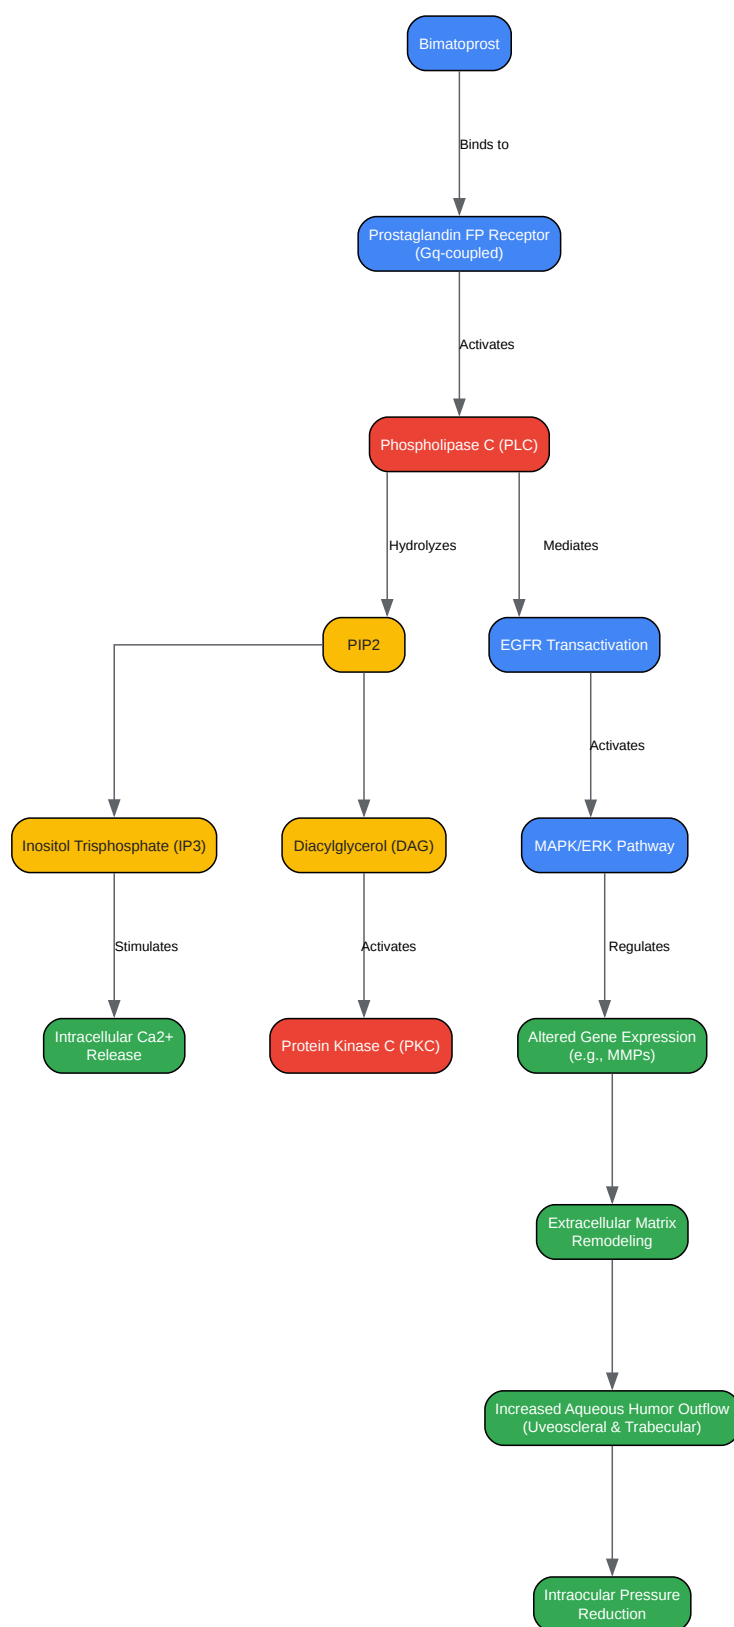 Bimatoprost
Binds to
Prostaglandin FP Receptor
(Gq-coupled)
Activates
Phospholipase C (PLC)
Hydrolyzes
Mediates
PIP2
EGFR Transactivation
Activates
Inositol Trisphosphate (IP3)
Diacylglycerol (DAG)
MAPK/ERK Pathway
Stimulates
Activates
Regulates
Intracellular Ca2+
Release
Protein Kinase C (PKC)
Altered Gene Expression
(e.g., MMPs)
Extracellular Matrix
Remodeling
Increased Aqueous Humor Outflow
(Uveoscleral & Trabecular)
Intraocular Pressure
Reduction